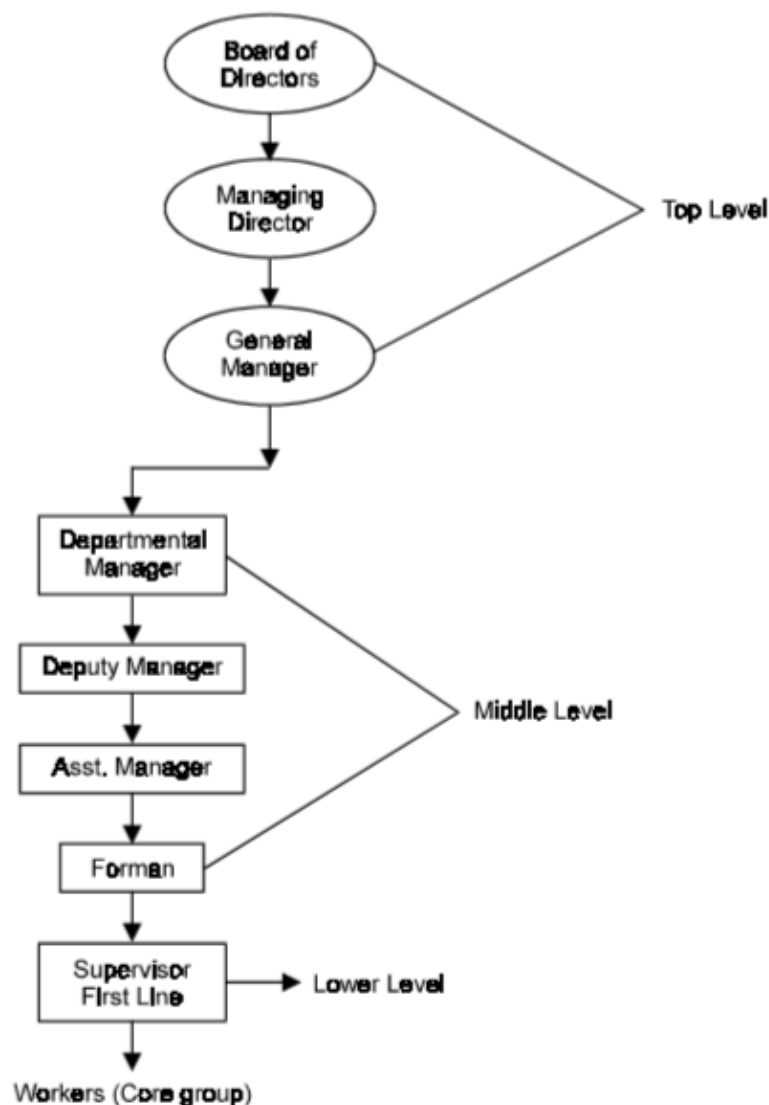 Board of
Directors
Managing
Director
Top Level
General
Manager
Departmental
Manager
Deputy Manager
Middle Level
Asst. Manager
Forman
Supervisor
First Line
Lower Level
Workers (Core group)